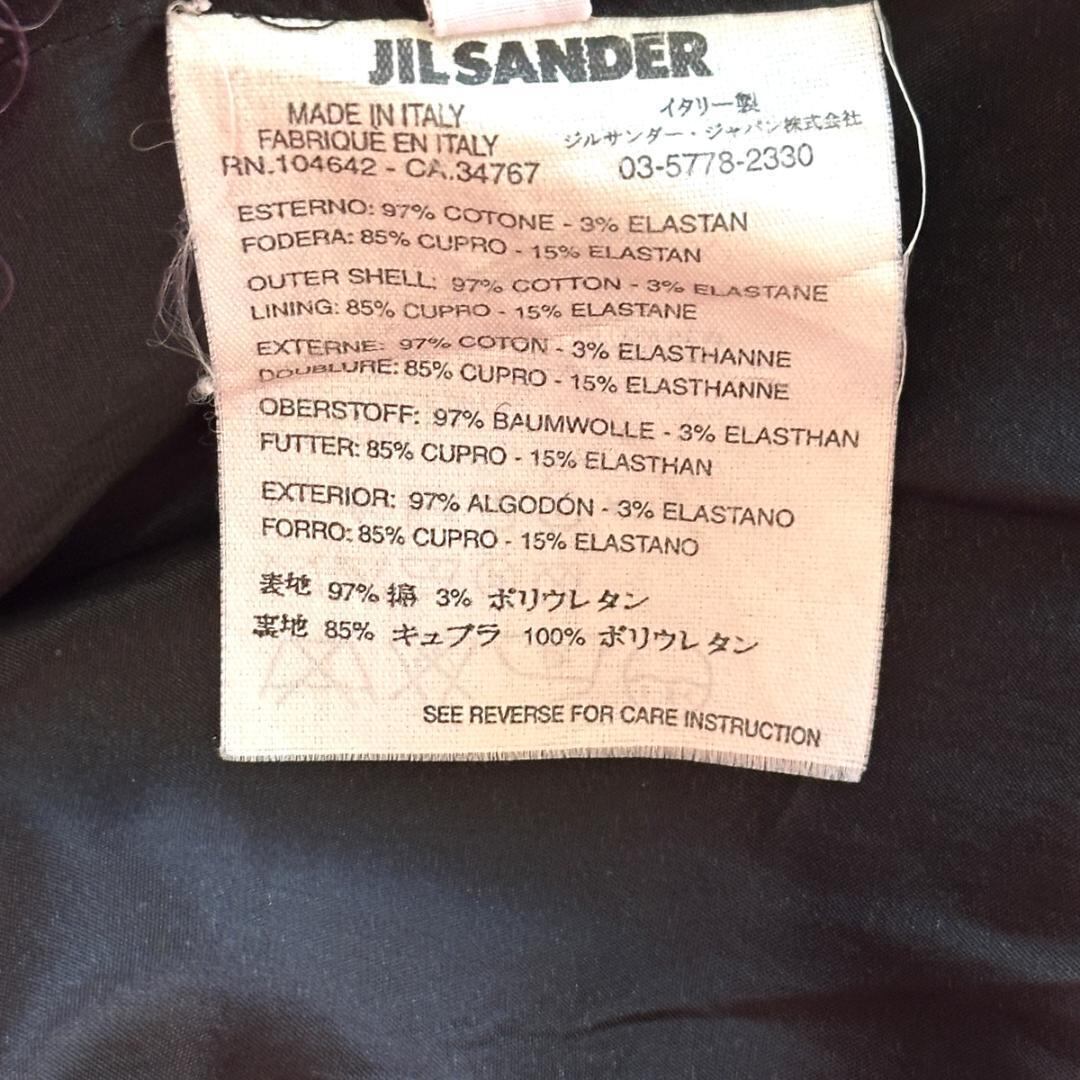 JIL SANDER
MADE IN ITALY
FABRIQUE EN ITALY
RN.104642 - CA.34767
イタリー製
ジルサンダー・ジャパン株式会社
03-5778-2330
ESTERNO: 97% COTONE - 3% ELASTAN
FODERA: 85% CUPRO - 15% ELASTAN
OUTER SHELL: 97% COTTON - 3% ELASTANE
LINING: 85% CUPRO - 15% ELASTANE
EXTERNE: 97% COTON - 3% ELASTHANNE
DOUBLURE: 85% CUPRO - 15% ELASTHANNE
OBERSTOFF: 97% BAUMWOLLE - 3% ELASTHAN
FUTTER: 85% CUPRO - 15% ELASTHAN
EXTERIOR: 97% ALGODÓN - 3% ELASTANO
FORRO: 85% CUPRO - 15% ELASTANO
表地 97% 綿 3% ポリウレタン
裏地 85% キュプラ 100% ポリウレタン
SEE REVERSE FOR CARE INSTRUCTION